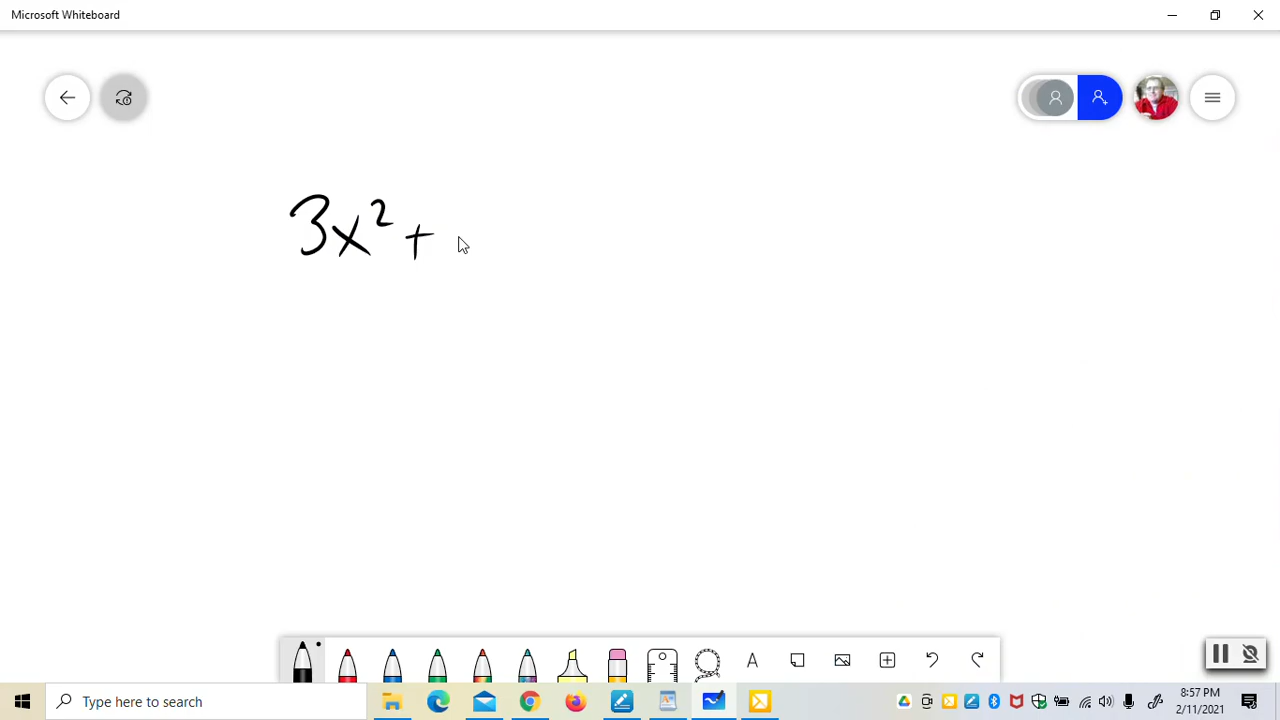 Microsoft Whiteboard
3x² +
A
Type here to search
8:57 PM
2/11/2021